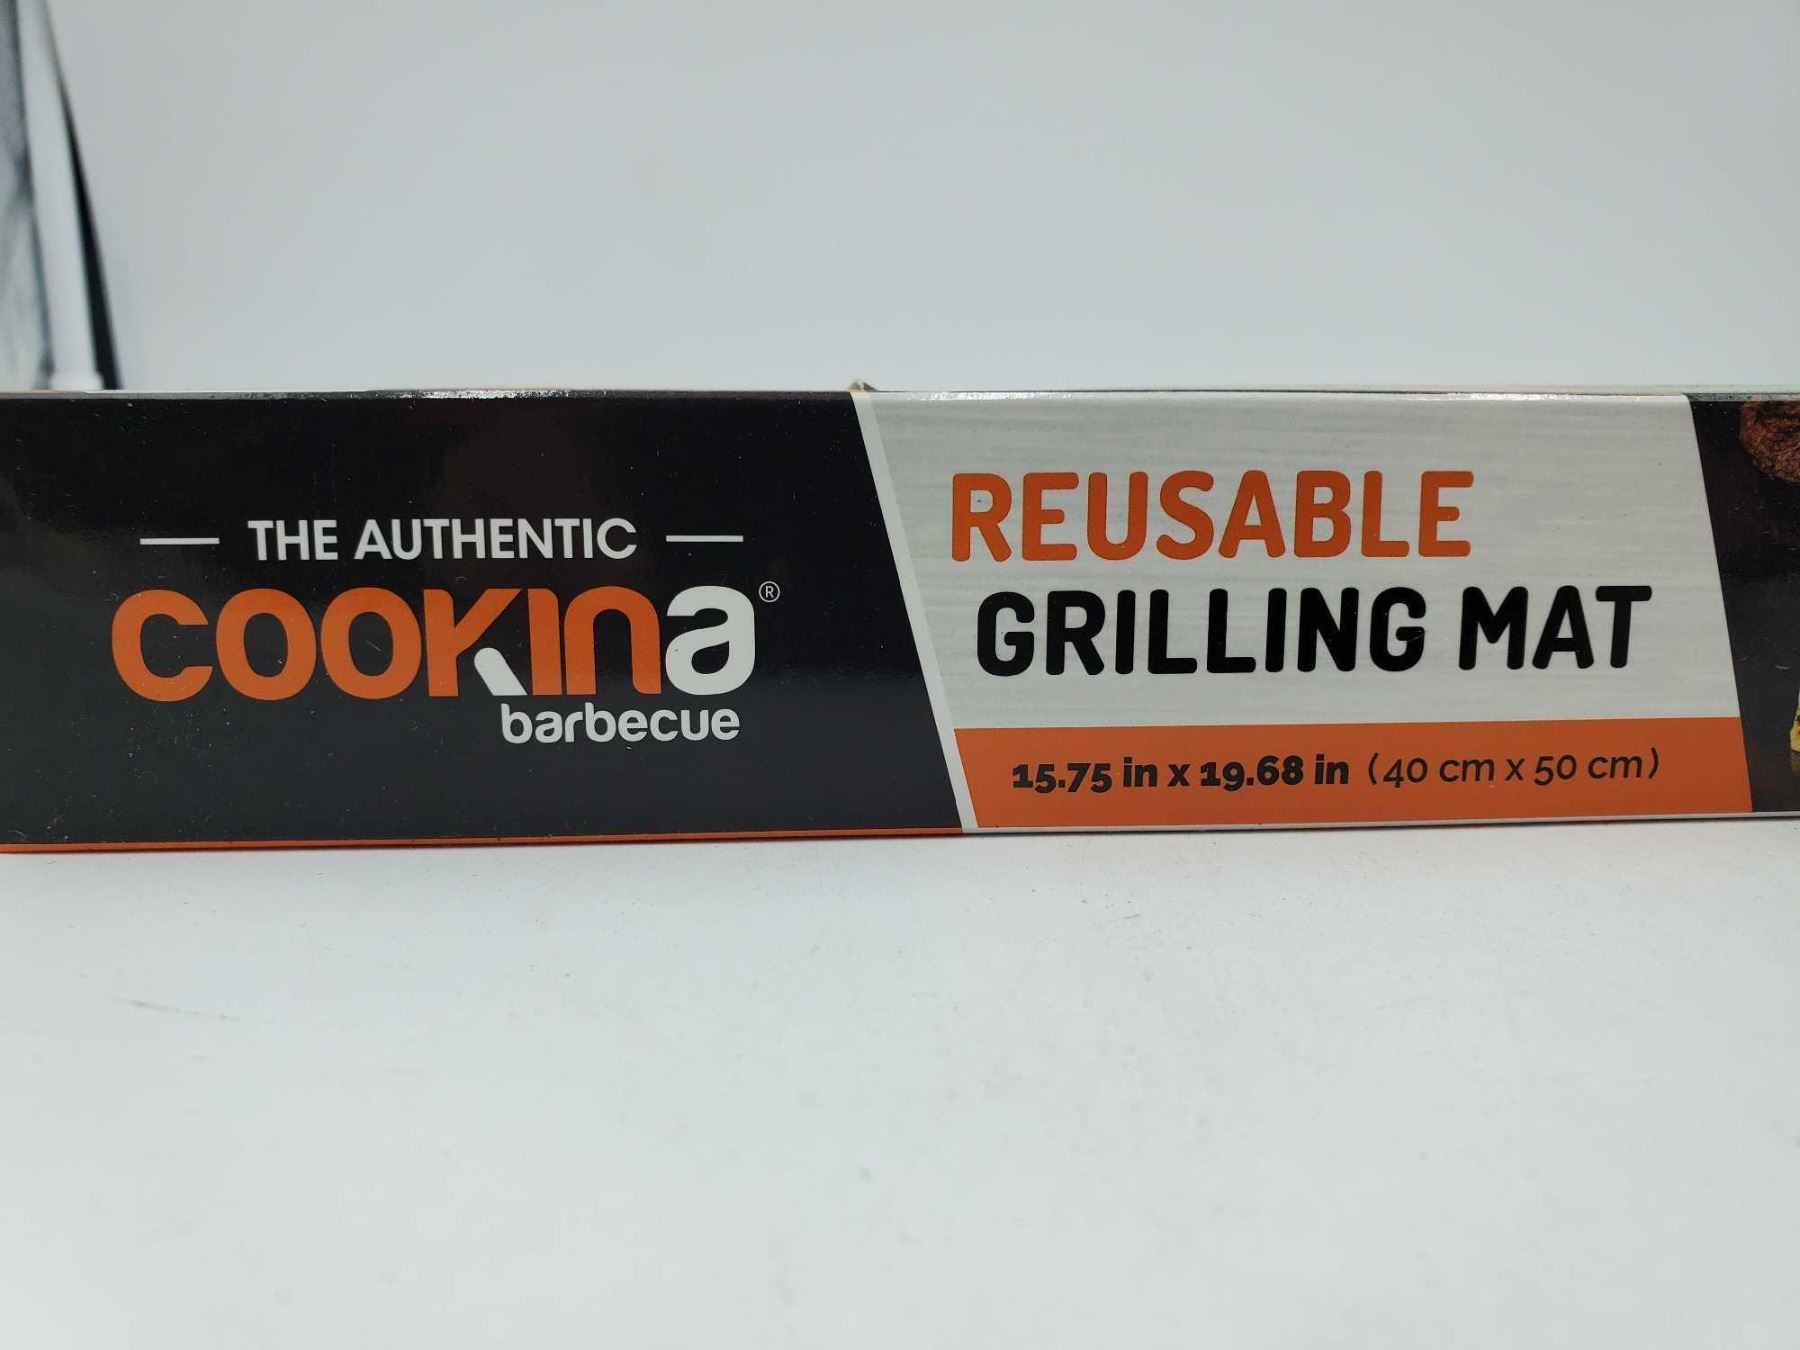 THE AUTHENTIC
COOKINA®
barbecue
REUSABLE
GRILLING MAT
15.75 in x 19.68 in (40 cm x 50 cm)